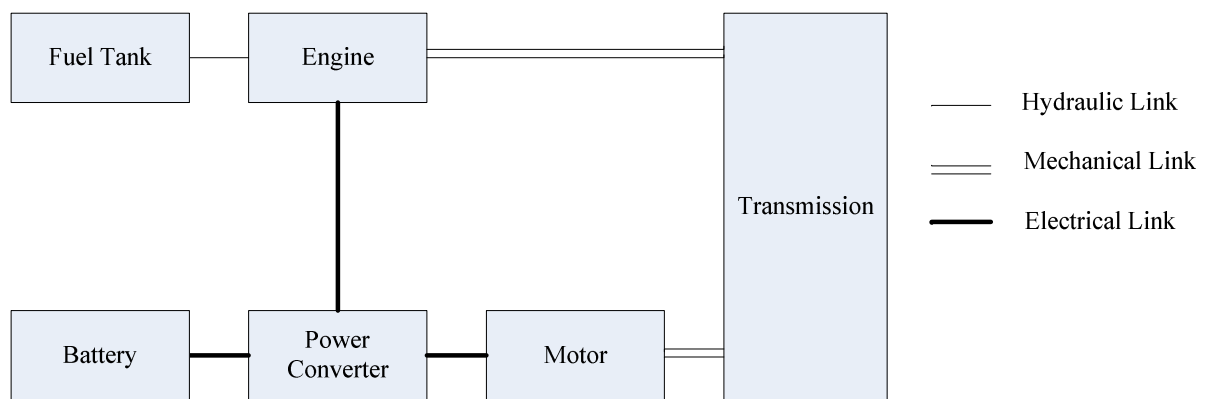 Fuel Tank
Engine
Hydraulic Link
Mechanical Link
Transmission
Electrical Link
Battery
Power
Converter
Motor